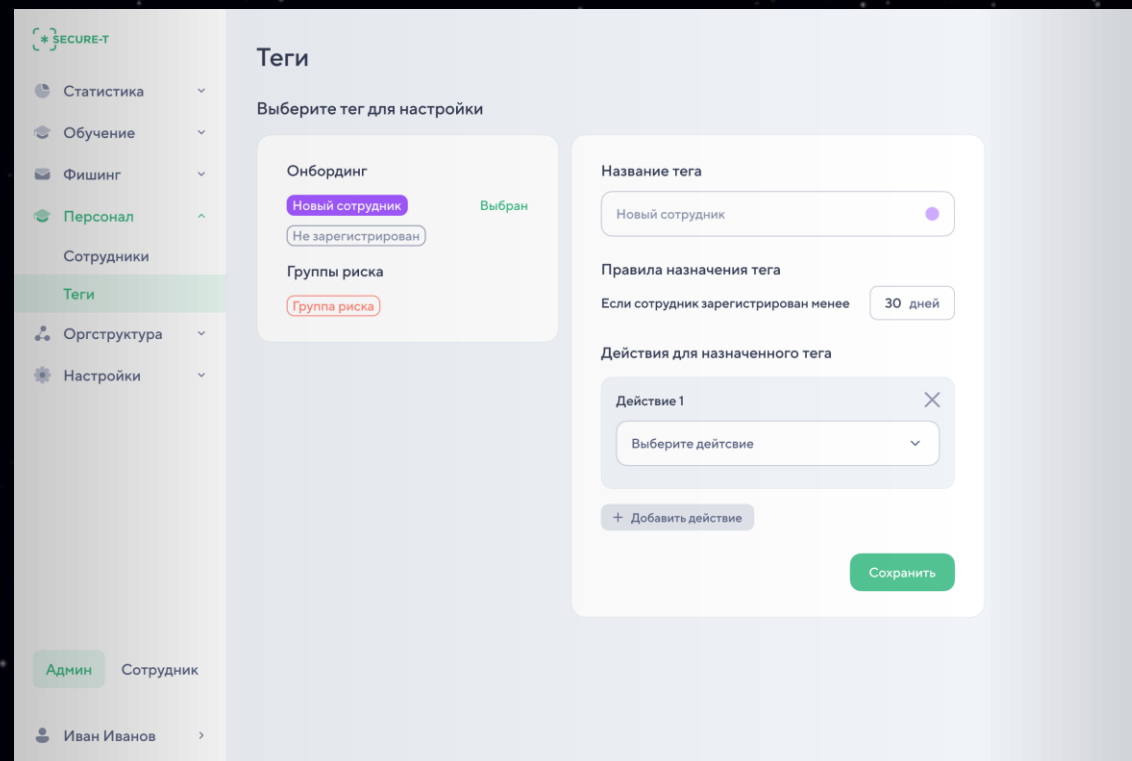 SECURE-T
Статистика
Обучение
Фишинг
Персонал
Сотрудники
Теги
Оргструктура
Настройки
Админ
Сотрудник
Иван Иванов
Теги
Выберите тег для настройки
Онбординг
Новый сотрудник
Выбран
Не зарегистрирован
Группы риска
Группа риска
Название тега
Новый сотрудник
Правила назначения тега
Если сотрудник зарегистрирован менее 30 дней
Действия для назначенного тега
Действие 1
Выберите дейтсвие
+ Добавить действие
Сохранить